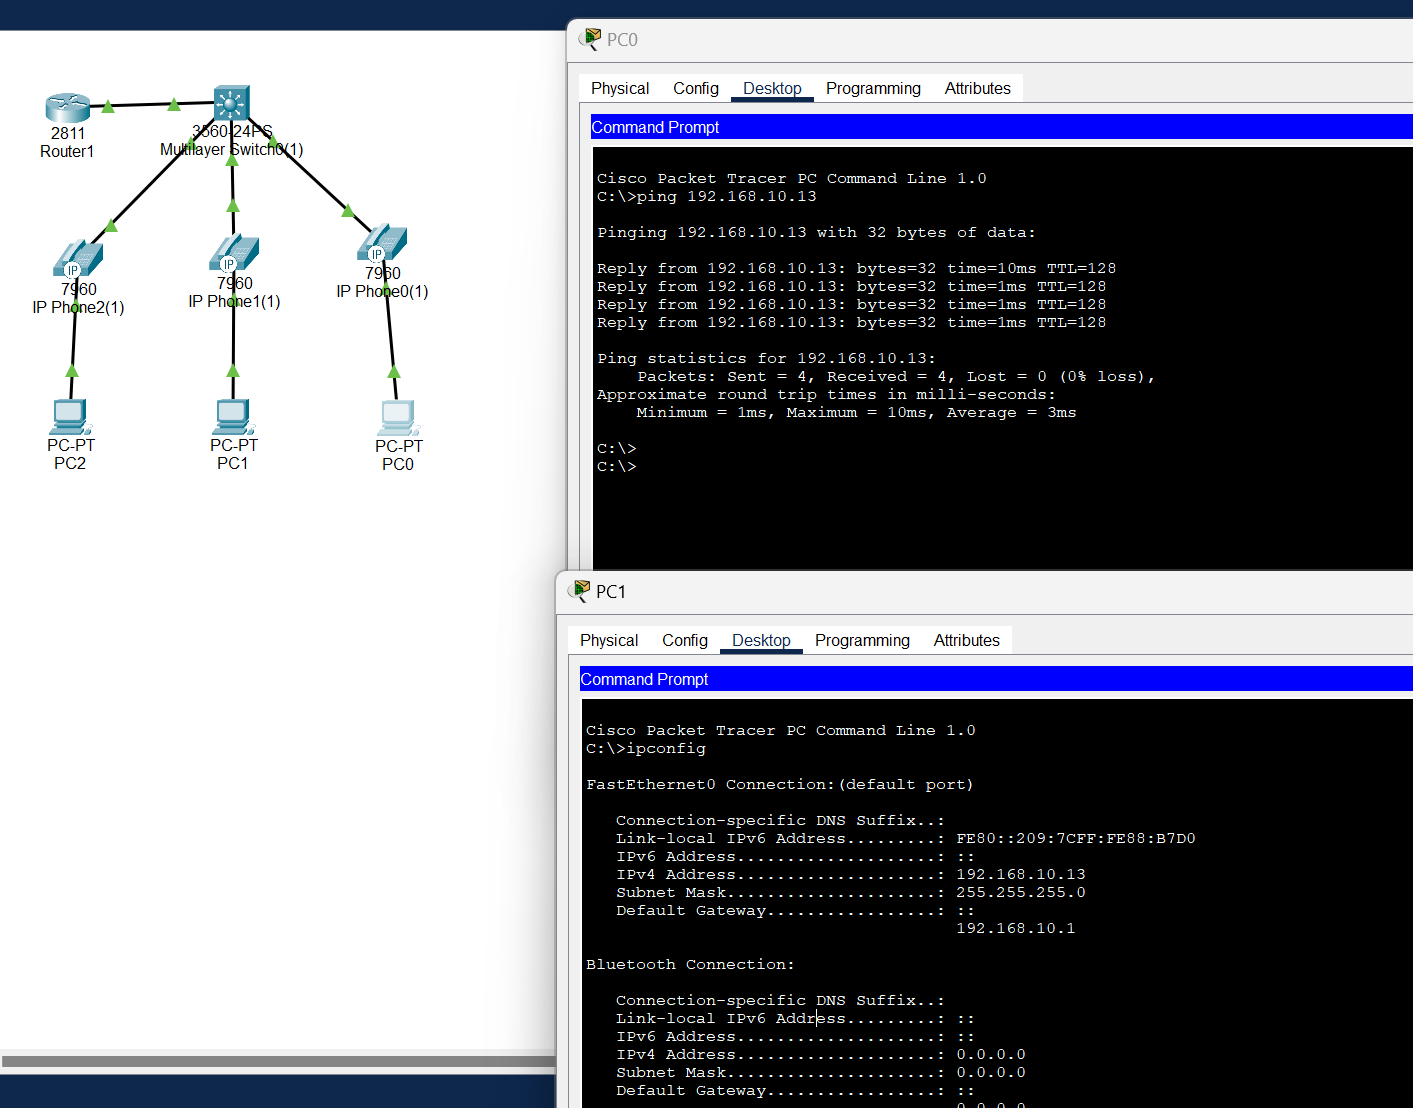 2811
Router1
3560-24PS
Multilayer Switch0(1)
IP
7960
IP Phone2(1)
IP
7960
IP Phone1(1)
IP
7960
IP Phone0(1)
PC-PT
PC2
PC-PT
PC1
PC-PT
PC0
PC0
Physical Config Desktop Programming Attributes
Command Prompt
Cisco Packet Tracer PC Command Line 1.0
C:\>ping 192.168.10.13
Pinging 192.168.10.13 with 32 bytes of data:
Reply from 192.168.10.13: bytes=32 time=10ms TTL=128
Reply from 192.168.10.13: bytes=32 time=1ms TTL=128
Reply from 192.168.10.13: bytes=32 time=1ms TTL=128
Reply from 192.168.10.13: bytes=32 time=1ms TTL=128
Ping statistics for 192.168.10.13:
Packets: Sent = 4, Received = 4, Lost = 0 (0% loss),
Approximate round trip times in milli-seconds:
Minimum = 1ms, Maximum = 10ms, Average = 3ms
C:\>
C:\>
PC1
Physical Config Desktop Programming Attributes
Command Prompt
Cisco Packet Tracer PC Command Line 1.0
C:\>ipconfig
FastEthernet0 Connection:(default port)
Connection-specific DNS Suffix..:
Link-local IPv6 Address.........: FE80::209:7CFF:FE88:B7D0
IPv6 Address....................: ::
IPv4 Address....................: 192.168.10.13
Subnet Mask.....................: 255.255.255.0
Default Gateway.................: ::
192.168.10.1
Bluetooth Connection:
Connection-specific DNS Suffix..:
Link-local IPv6 Address.........: ::
IPv6 Address....................: ::
IPv4 Address....................: 0.0.0.0
Subnet Mask.....................: 0.0.0.0
Default Gateway.................: ::
0.0.0.0